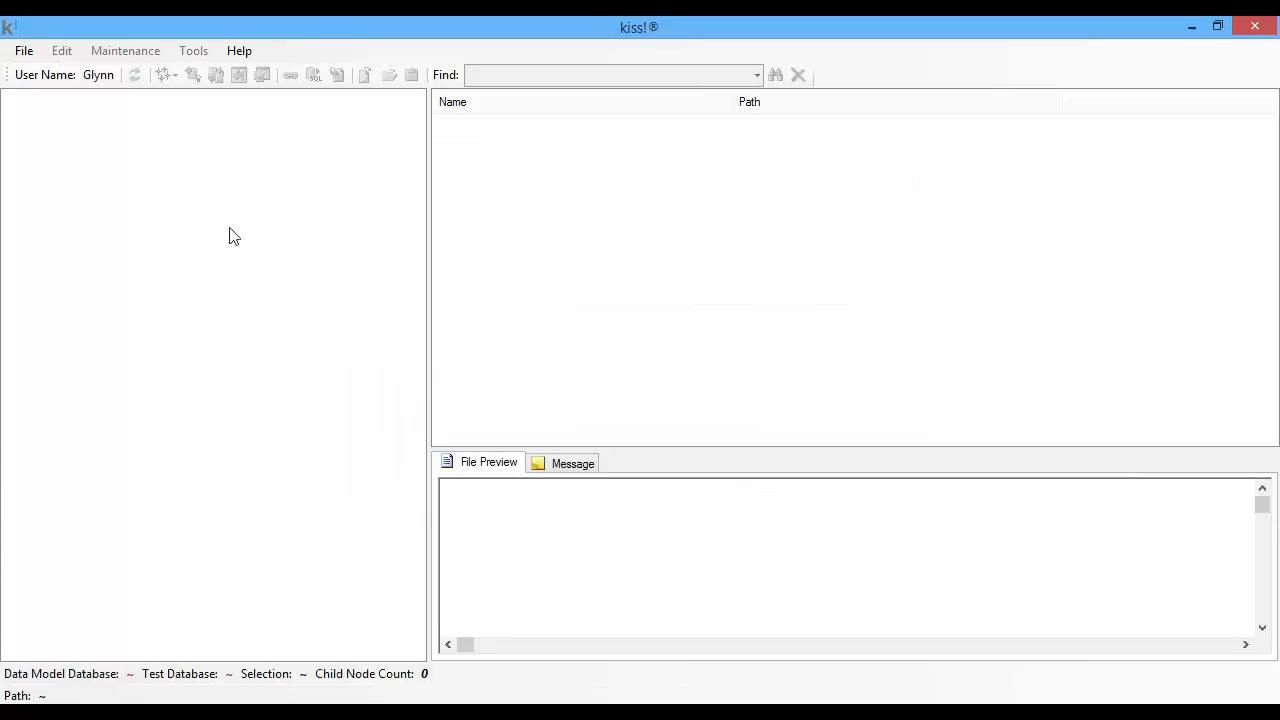 k!
kiss!®
File Edit Maintenance Tools Help
User Name: Glynn Find:
Name Path
File Preview Message
Data Model Database: ~ Test Database: ~ Selection: ~ Child Node Count: 0
Path: ~